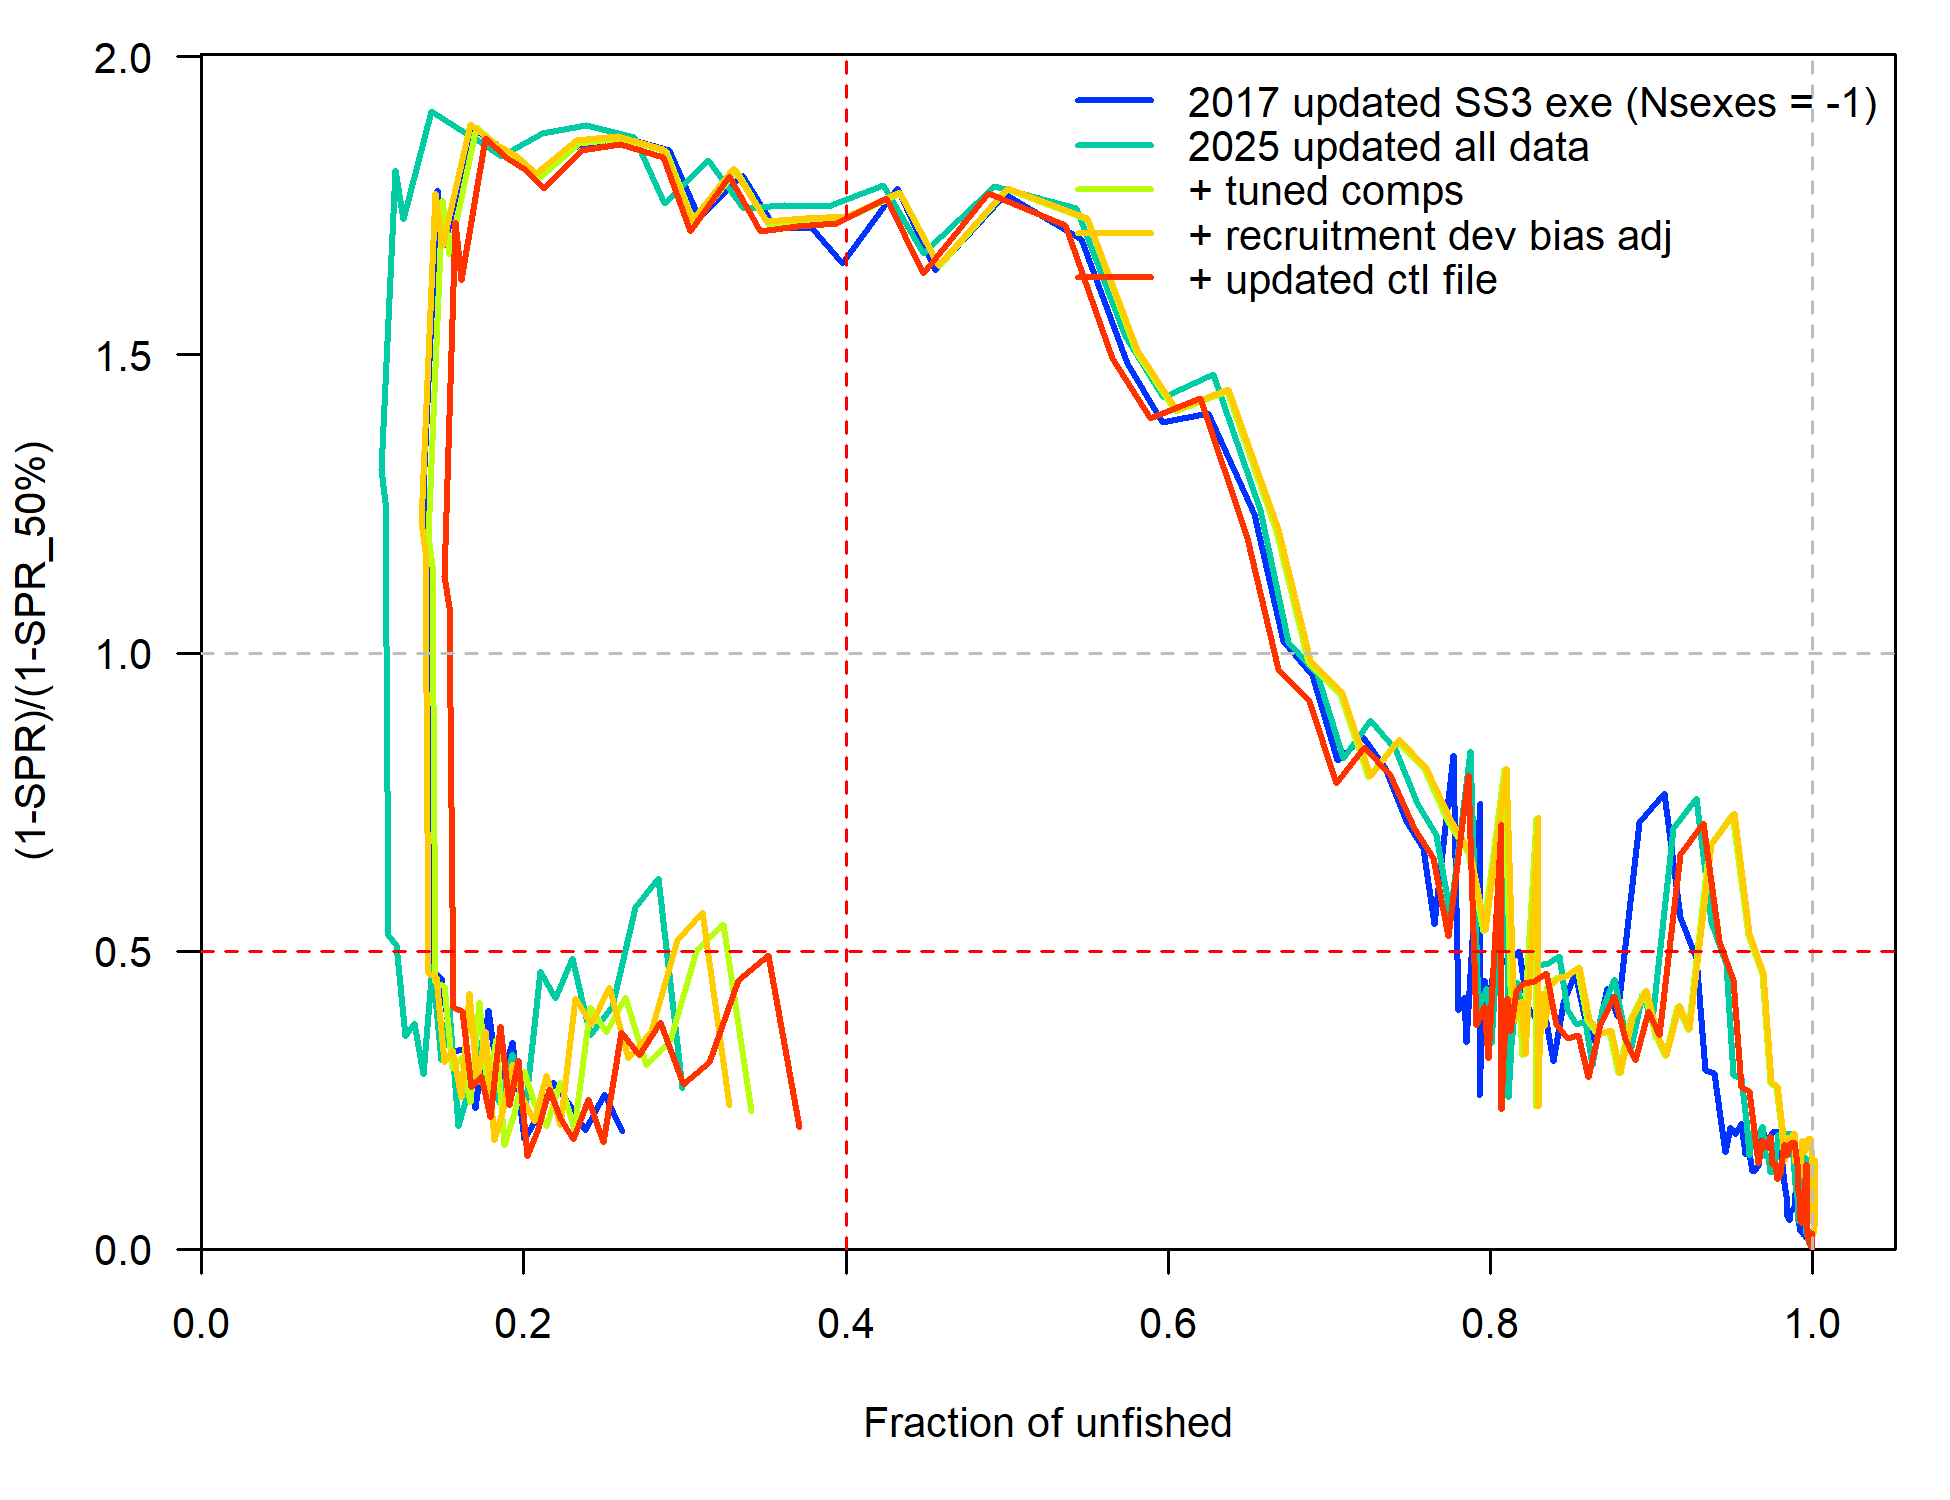 2017 updated SS3 exe (Nsexes = -1)
2025 updated all data
+ tuned comps
+ recruitment dev bias adj
+ updated ctl file
2.0
1.5
1.0
0.5
0.0
(1-SPR)/(1-SPR_50%)
0.0 0.2 0.4 0.6 0.8 1.0
Fraction of unfished